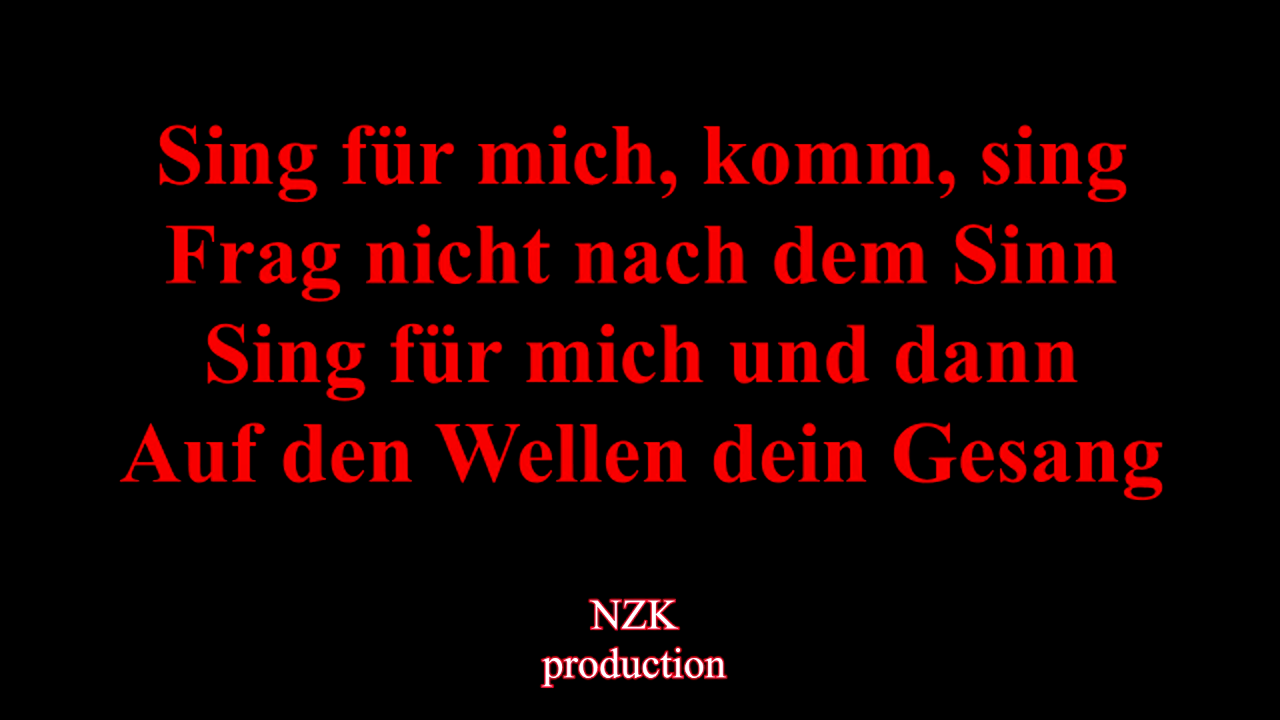 Sing für mich, komm, sing
Frag nicht nach dem Sinn
Sing für mich und dann
Auf den Wellen dein Gesang
NZK
production